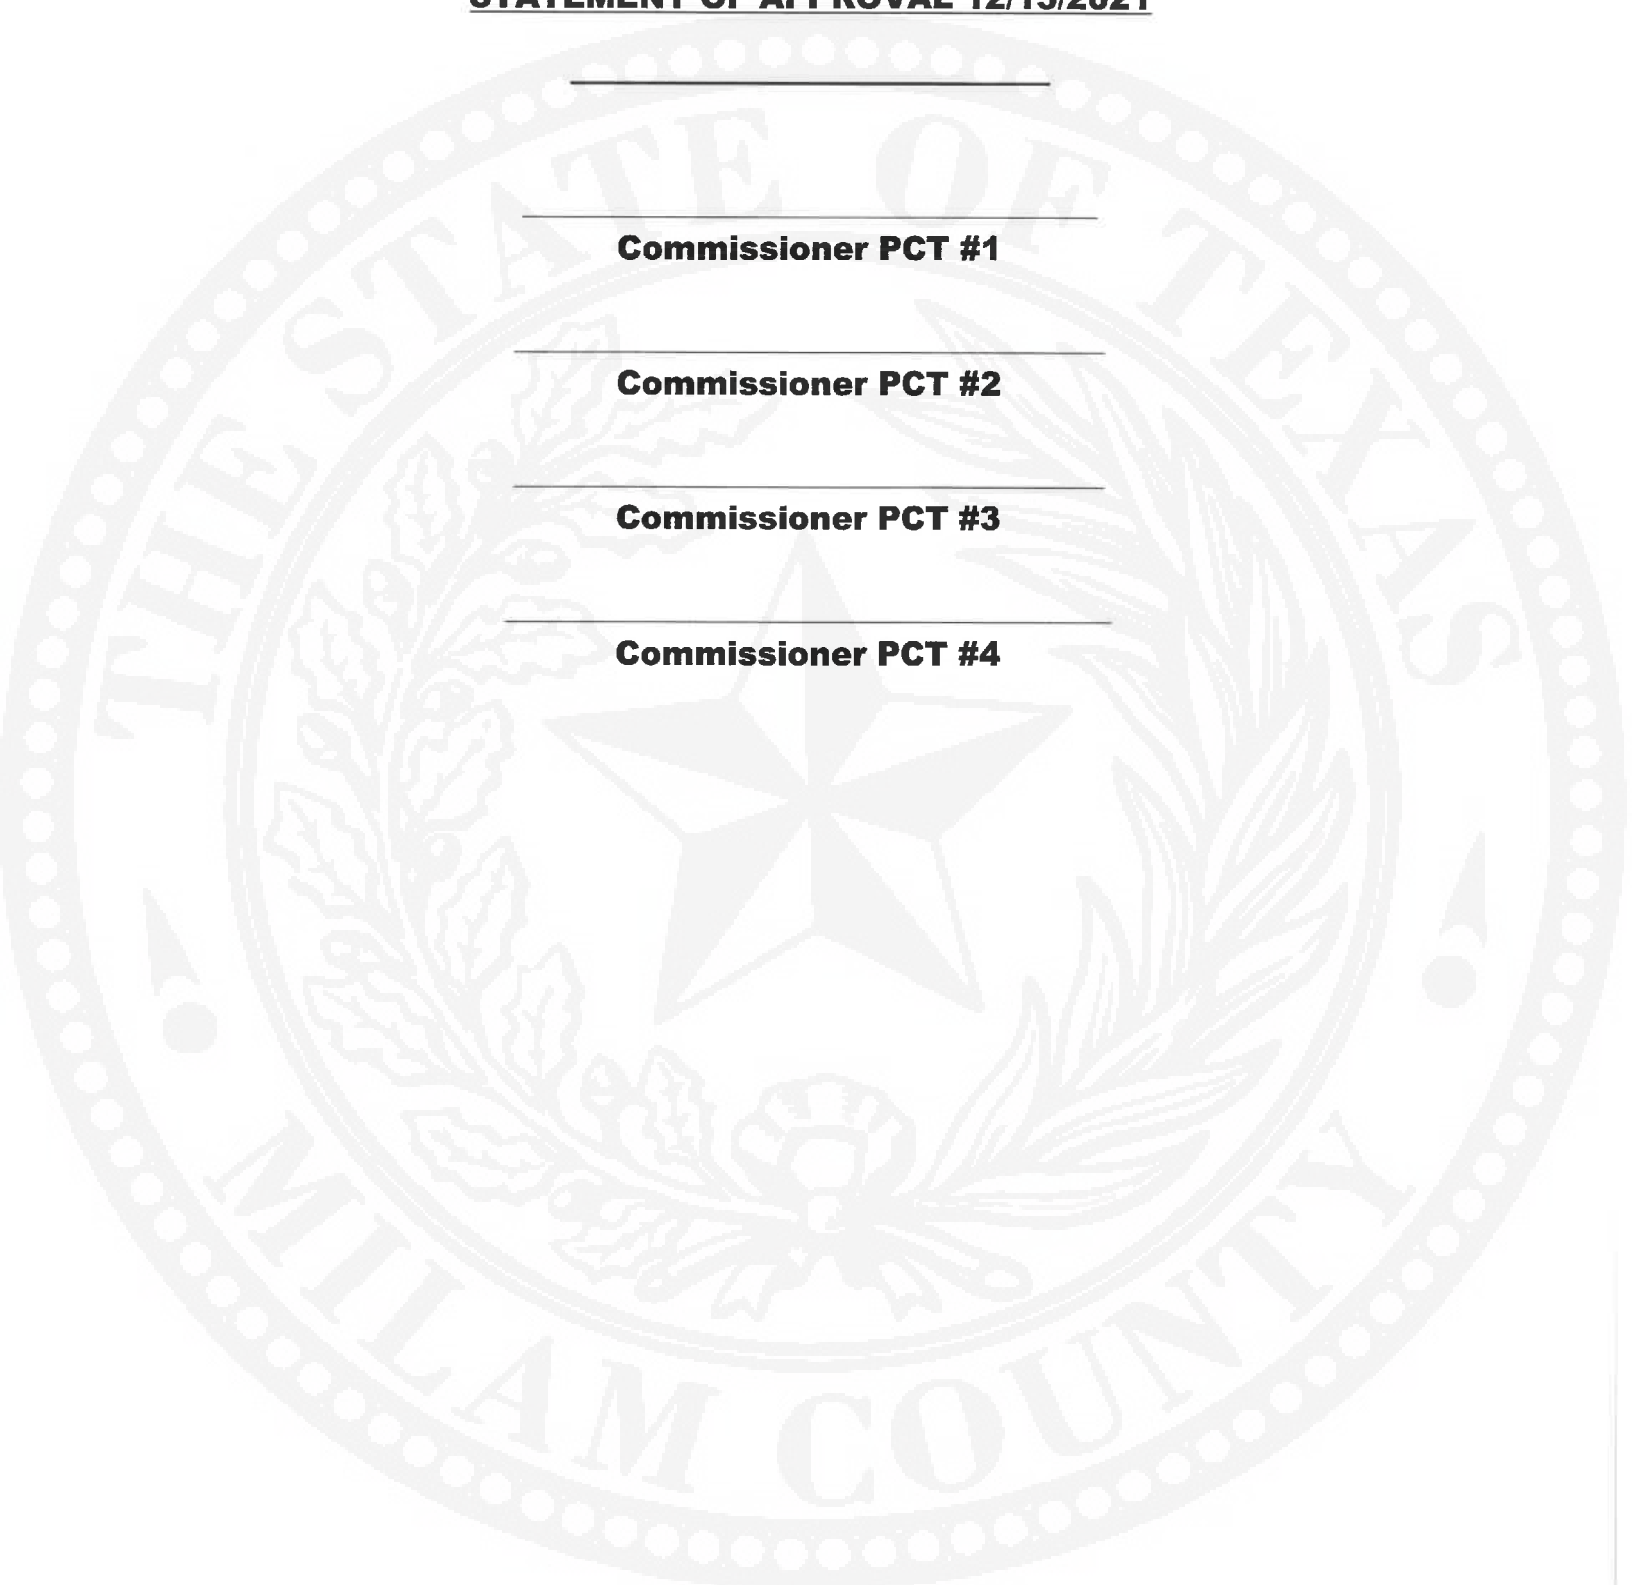 STATEMENT OF APPROVAL 12/13/2021
Commissioner PCT #1
Commissioner PCT #2
Commissioner PCT #3
Commissioner PCT #4
THE STATE OF TEXAS
MILAM COUNTY